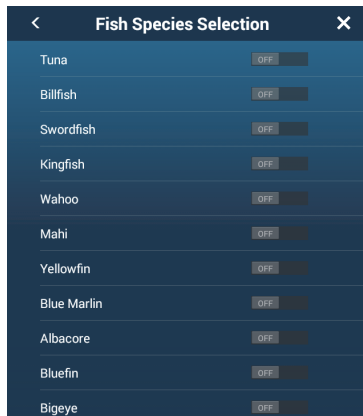 Fish Species Selection
Tuna OFF
Billfish OFF
Swordfish OFF
Kingfish OFF
Wahoo OFF
Mahi OFF
Yellowfin OFF
Blue Marlin OFF
Albacore OFF
Bluefin OFF
Bigeye OFF